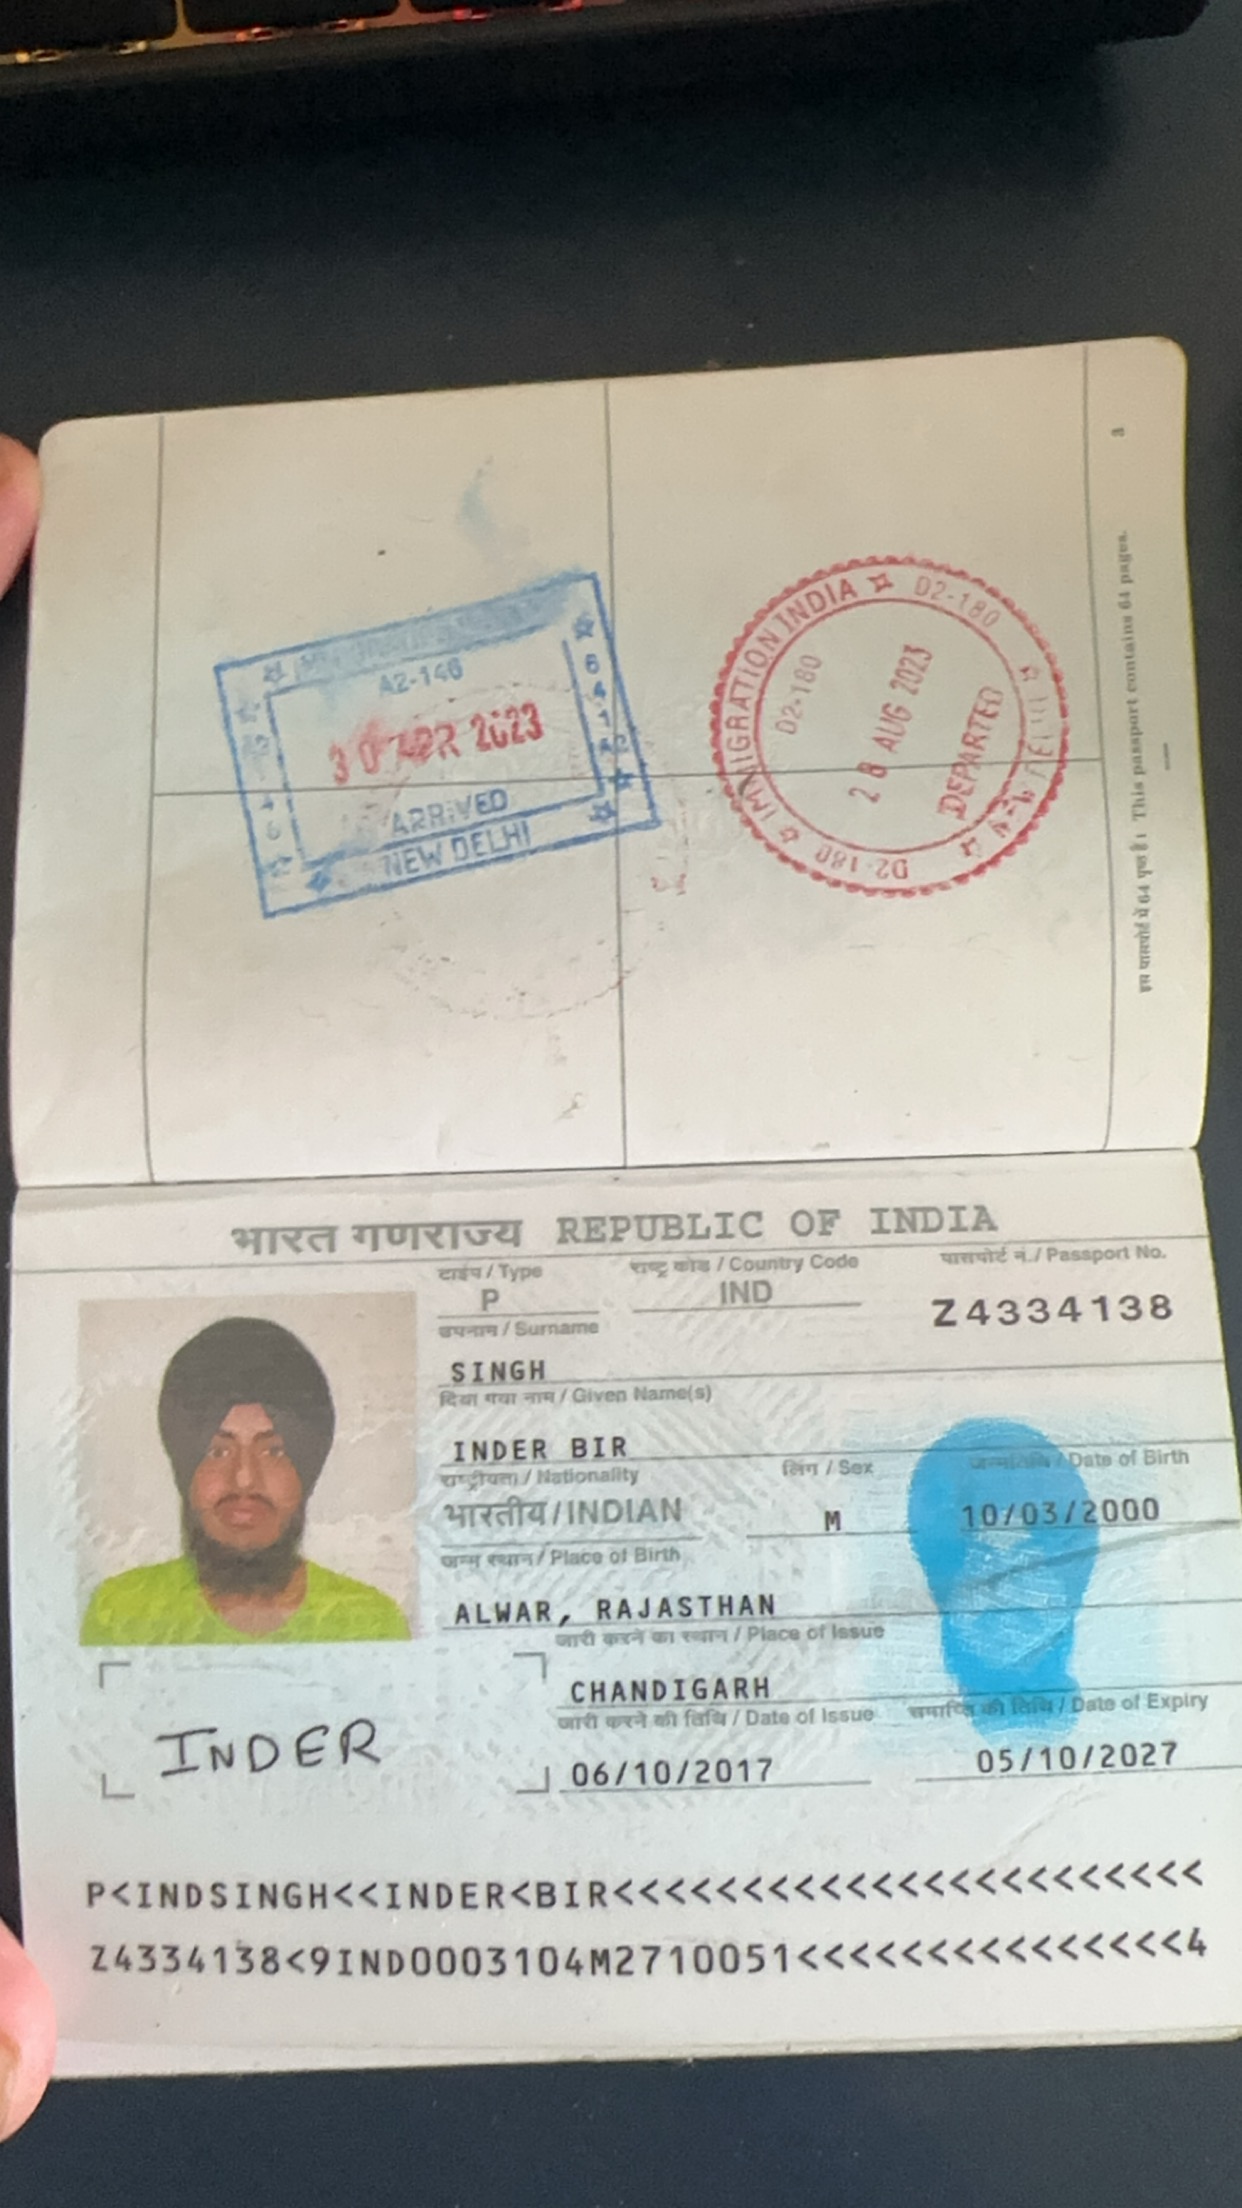 A2-146
30 APR 2023
ARRIVED
NEW DELHI
IMMIGRATION INDIA D2-180
D2-180
28 AUG 2023
DEPARTED
D2-180
3
इस पासपोर्ट में 64 पृष्ठ है। This passport contains 64 pages.
भारत गणराज्य REPUBLIC OF INDIA
टाईप / Type राष्ट्र कोड / Country Code पासपोर्ट नं. / Passport No.
P IND Z4334138
उपनाम / Surname
SINGH
दिया गया नाम / Given Name(s)
INDER BIR
राष्ट्रीयता / Nationality लिंग / Sex जन्मतिथि / Date of Birth
भारतीय / INDIAN M 10/03/2000
जन्म स्थान / Place of Birth
ALWAR, RAJASTHAN
जारी करने का स्थान / Place of Issue
CHANDIGARH
जारी करने की तिथि / Date of Issue समाप्ति की तिथि / Date of Expiry
06/10/2017 05/10/2027
INDER
P<INDSINGH<<INDER<BIR<<<<<<<<<<<<<<<<<<<<<<<
Z4334138<9IND0003104M2710051<<<<<<<<<<<<<<<4